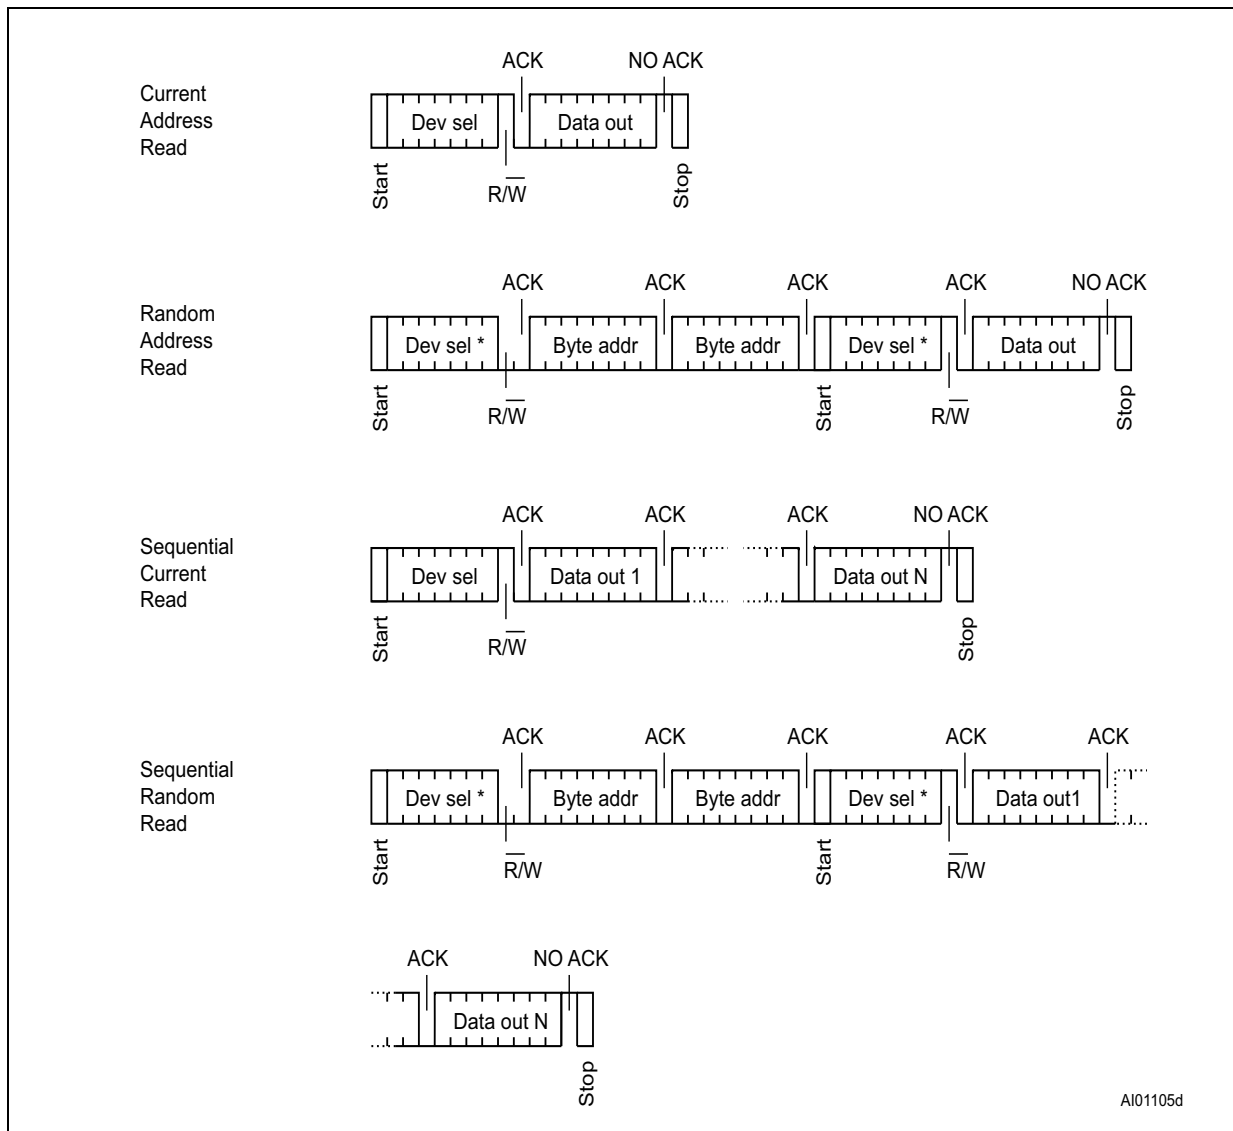 ACK NO ACK
Current
Address
Read
Dev sel Data out
Start R/W̅ Stop
ACK ACK ACK ACK NO ACK
Random
Address
Read
Dev sel * Byte addr Byte addr Dev sel * Data out
Start R/W̅ Start R/W̅ Stop
ACK ACK ACK NO ACK
Sequential
Current
Read
Dev sel Data out 1 Data out N
Start R/W̅ Stop
ACK ACK ACK ACK ACK
Sequential
Random
Read
Dev sel * Byte addr Byte addr Dev sel * Data out1
Start R̅/W Start R̅/W
ACK NO ACK
Data out N
Stop
AI01105d